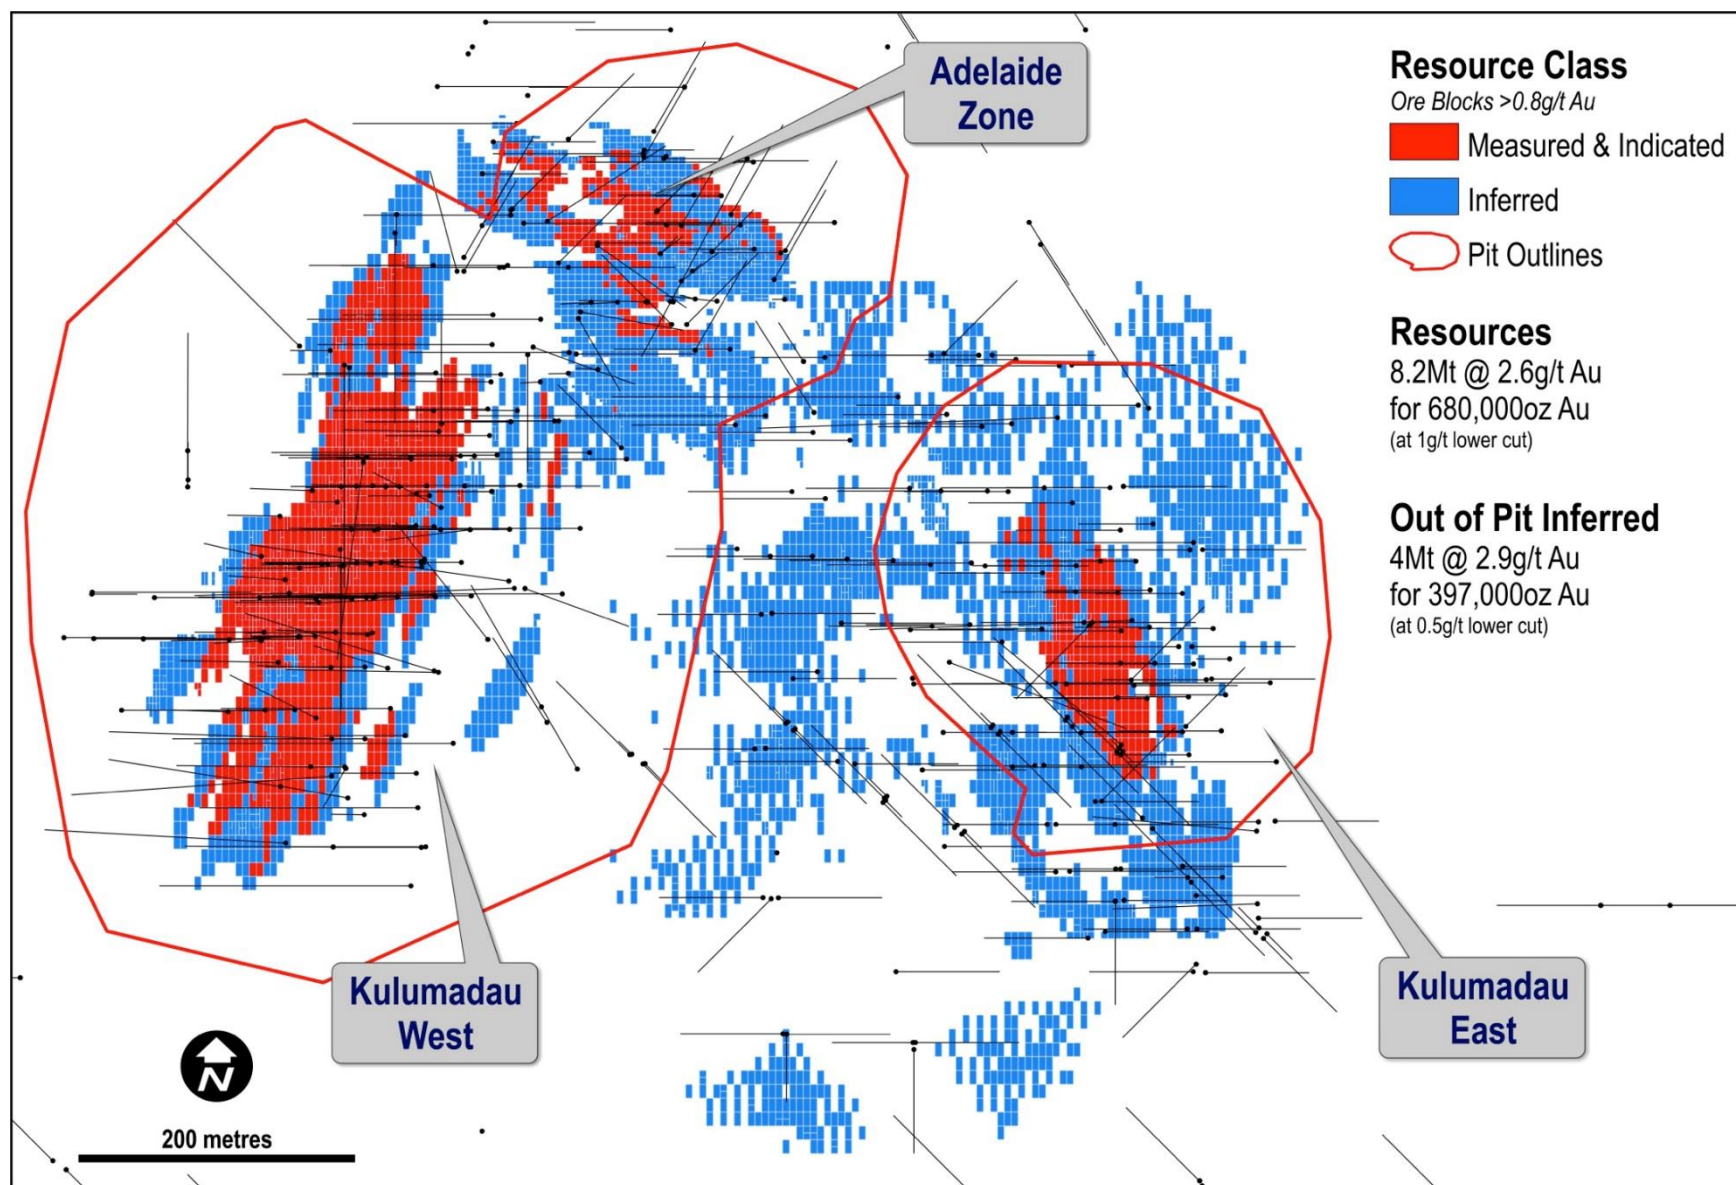 Adelaide
Zone
Resource Class
Ore Blocks >0.8g/t Au
Measured & Indicated
Inferred
Pit Outlines
Resources
8.2Mt @ 2.6g/t Au
for 680,000oz Au
(at 1g/t lower cut)
Out of Pit Inferred
4Mt @ 2.9g/t Au
for 397,000oz Au
(at 0.5g/t lower cut)
Kulumadau
West
Kulumadau
East
N
200 metres